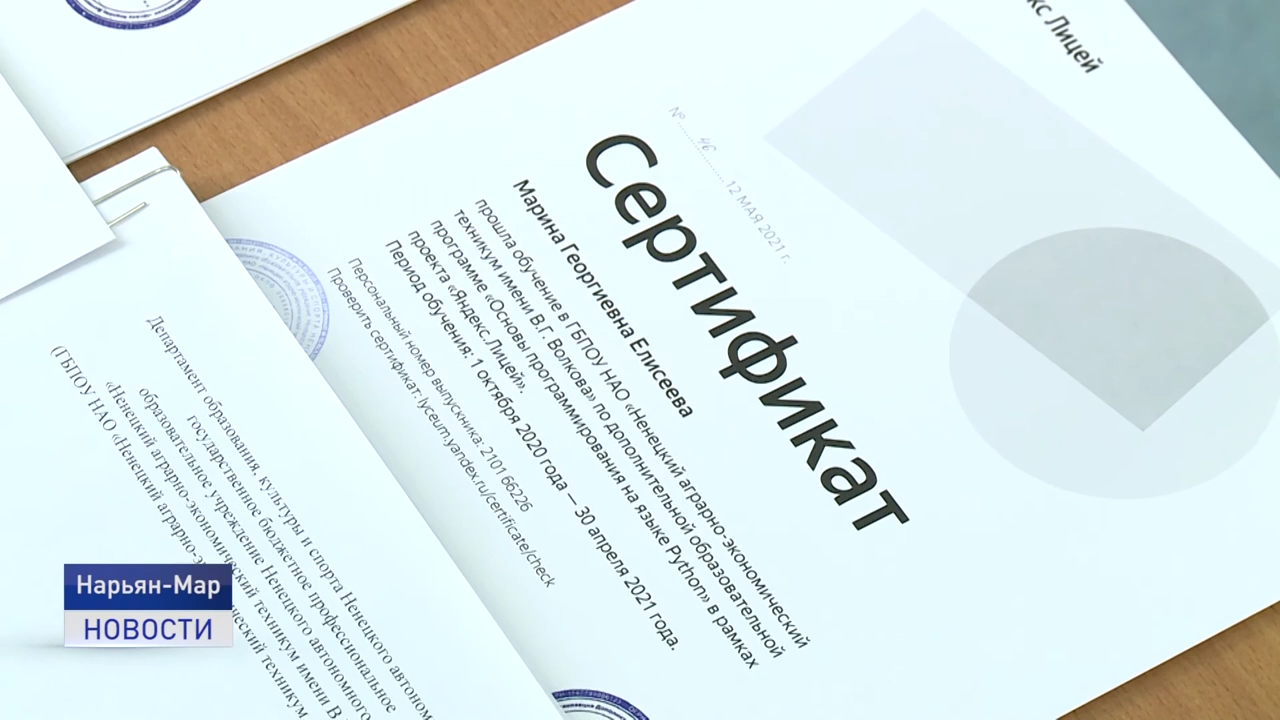 кс Лицей
Сертификат
№ 46 12 МАЯ 2021 г.
Марина Георгиевна Елисеева
прошла обучение в ГБПОУ НАО «Ненецкий аграрно-экономический
техникум имени В.Г. Волкова» по дополнительной образовательной
программе «Основы программирования на языке Python» в рамках
проекта «Яндекс.Лицей».
Период обучения: 1 октября 2020 года — 30 апреля 2021 года.
Персональный номер выпускника: 2101 66226
Проверить сертификат: lyceum.yandex.ru/certificate/check
Департамент образования, культуры и спорта Ненецкого автоном
государственное бюджетное профессиональное
образовательное учреждение Ненецкого автономного
«Ненецкий аграрно-экономический техникум имени В
(ГБПОУ НАО «Ненецкий аграрно-э ческий техникум
Нарьян-Мар
НОВОСТИ